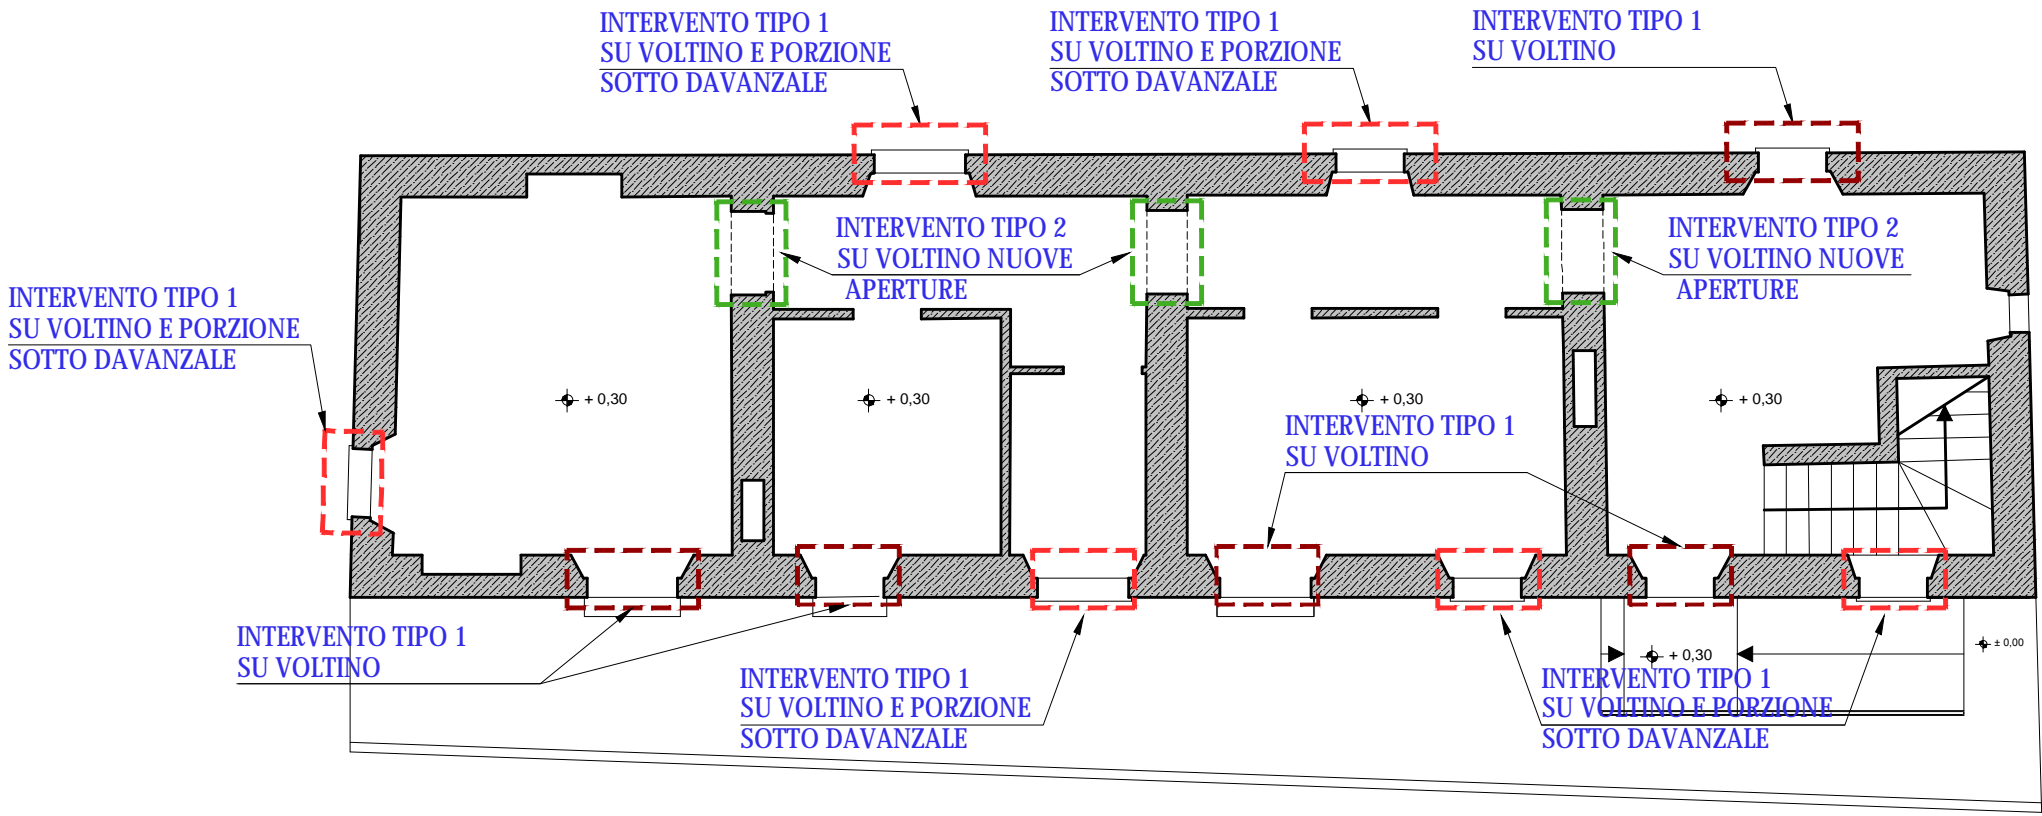 INTERVENTO TIPO 1
SU VOLTINO E PORZIONE
SOTTO DAVANZALE
INTERVENTO TIPO 1
SU VOLTINO E PORZIONE
SOTTO DAVANZALE
INTERVENTO TIPO 1
SU VOLTINO
INTERVENTO TIPO 2
SU VOLTINO NUOVE
APERTURE
INTERVENTO TIPO 2
SU VOLTINO NUOVE
APERTURE
INTERVENTO TIPO 1
SU VOLTINO E PORZIONE
SOTTO DAVANZALE
+ 0,30
+ 0,30
+ 0,30
+ 0,30
INTERVENTO TIPO 1
SU VOLTINO
INTERVENTO TIPO 1
SU VOLTINO
+ 0,30
± 0,00
INTERVENTO TIPO 1
SU VOLTINO E PORZIONE
SOTTO DAVANZALE
INTERVENTO TIPO 1
SU VOLTINO E PORZIONE
SOTTO DAVANZALE